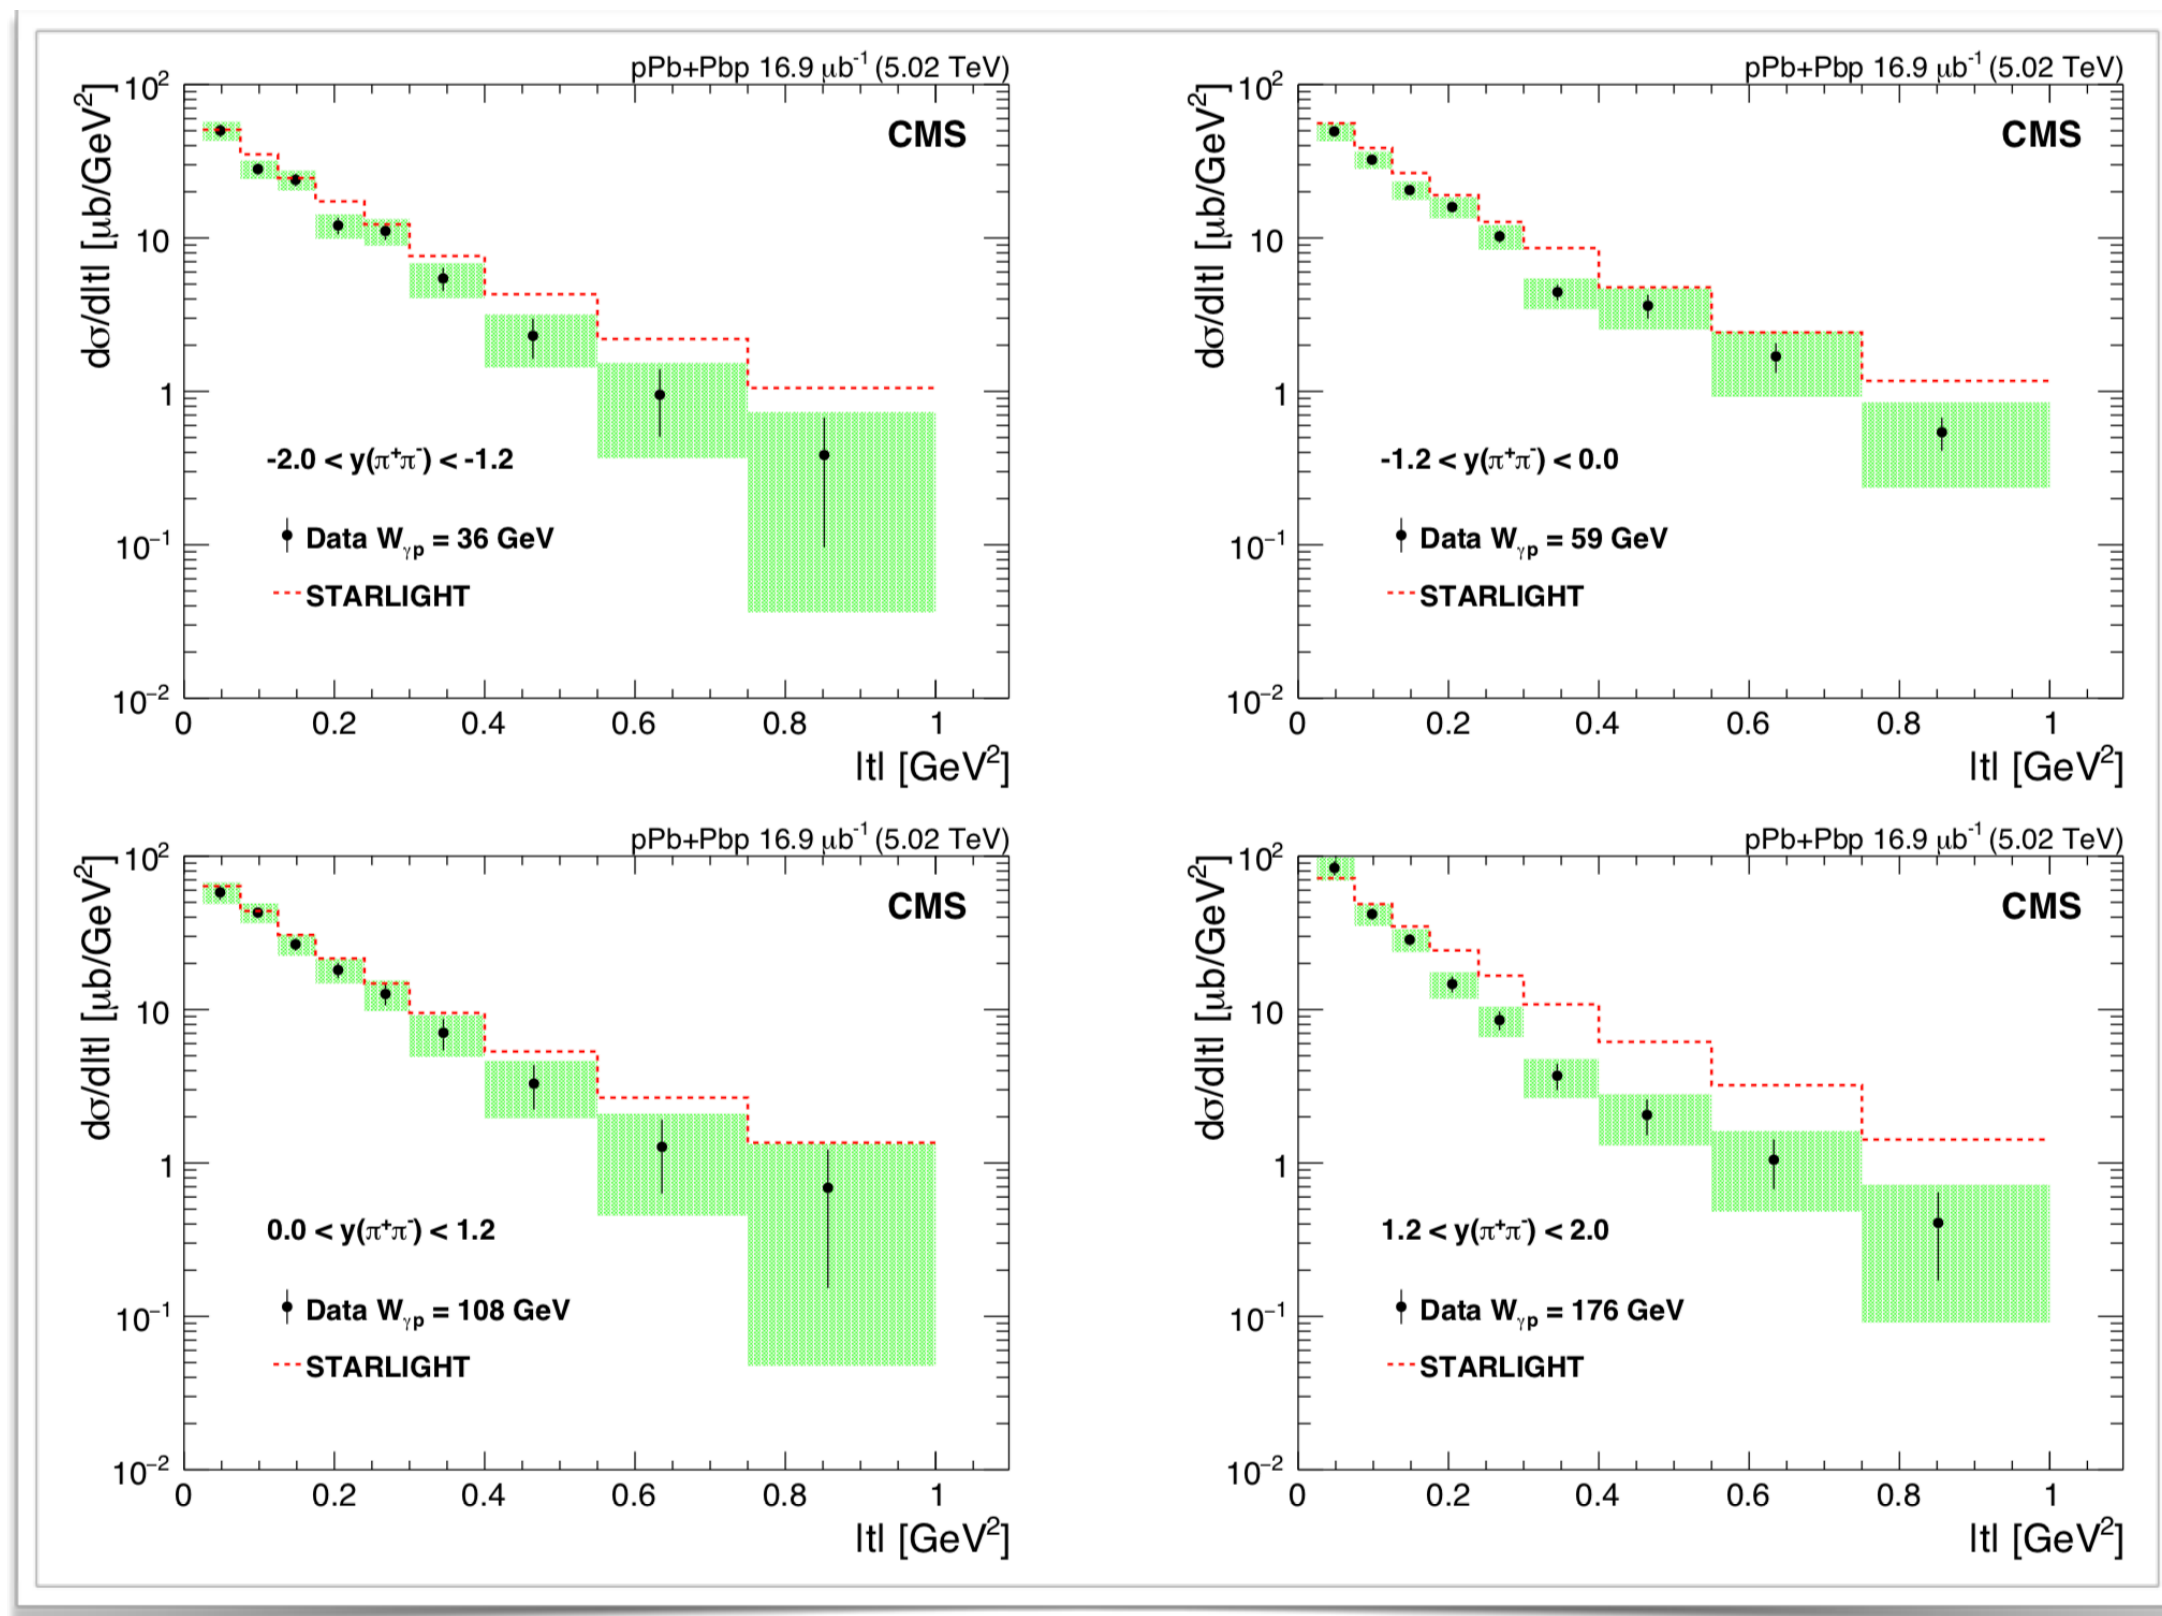 pPb+Pbp 16.9 μb⁻¹ (5.02 TeV)
CMS
dσ/d|t| [μb/GeV²]
10²
10
1
10⁻¹
10⁻²
-2.0 < y(π⁺π⁻) < -1.2
Data W_γp = 36 GeV
STARLIGHT
0 0.2 0.4 0.6 0.8 1
|t| [GeV²]
pPb+Pbp 16.9 μb⁻¹ (5.02 TeV)
CMS
dσ/d|t| [μb/GeV²]
10²
10
1
10⁻¹
10⁻²
-1.2 < y(π⁺π⁻) < 0.0
Data W_γp = 59 GeV
STARLIGHT
0 0.2 0.4 0.6 0.8 1
|t| [GeV²]
pPb+Pbp 16.9 μb⁻¹ (5.02 TeV)
CMS
dσ/d|t| [μb/GeV²]
10²
10
1
10⁻¹
10⁻²
0.0 < y(π⁺π⁻) < 1.2
Data W_γp = 108 GeV
STARLIGHT
0 0.2 0.4 0.6 0.8 1
|t| [GeV²]
pPb+Pbp 16.9 μb⁻¹ (5.02 TeV)
CMS
dσ/d|t| [μb/GeV²]
10²
10
1
10⁻¹
10⁻²
1.2 < y(π⁺π⁻) < 2.0
Data W_γp = 176 GeV
STARLIGHT
0 0.2 0.4 0.6 0.8 1
|t| [GeV²]